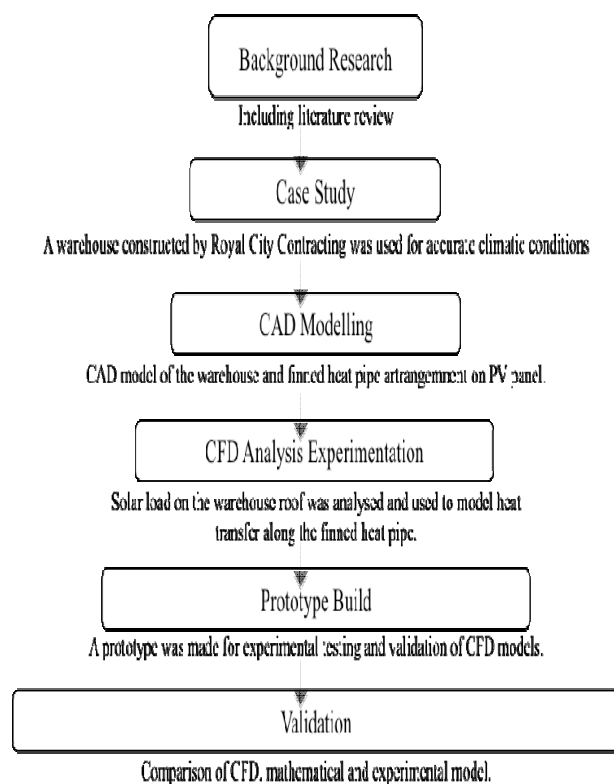 Background Research
Including literature review
Case Study
A warehouse constructed by Royal City Contracting was used for accurate climatic conditions
CAD Modelling
CAD model of the warehouse and finned heat pipe artrangemnent on PV panel.
CFD Analysis Experimentation
Solar load on the warehouse roof was analysed and used to model heat
transfer along the finned heat pipe.
Prototype Build
A prototype was made for experimental testing and validation of CFD models.
Validation
Comparison of CFD, mathematical and experimental model.